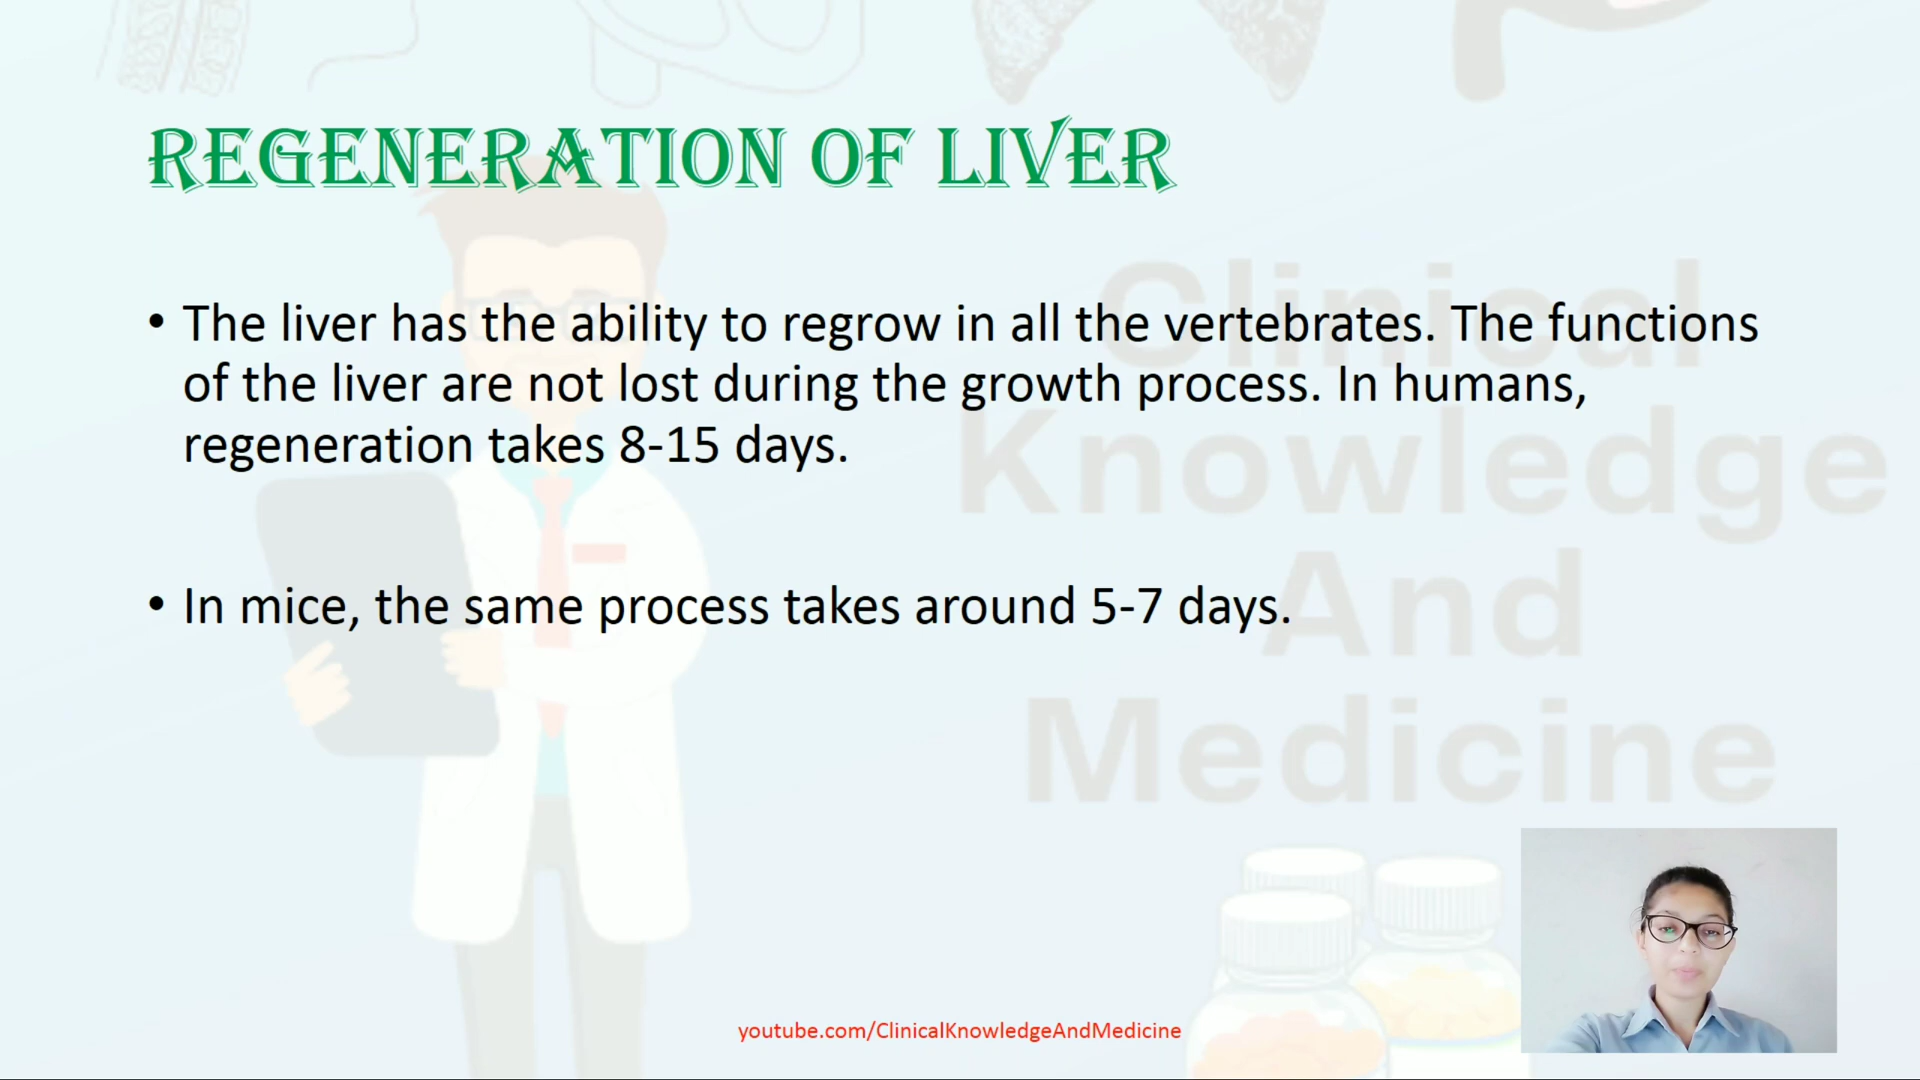 REGENERATION OF LIVER
• The liver has the ability to regrow in all the vertebrates. The functions
of the liver are not lost during the growth process. In humans,
regeneration takes 8-15 days.
• In mice, the same process takes around 5-7 days.
Clinical
Knowledge
And
Medicine
youtube.com/ClinicalKnowledgeAndMedicine